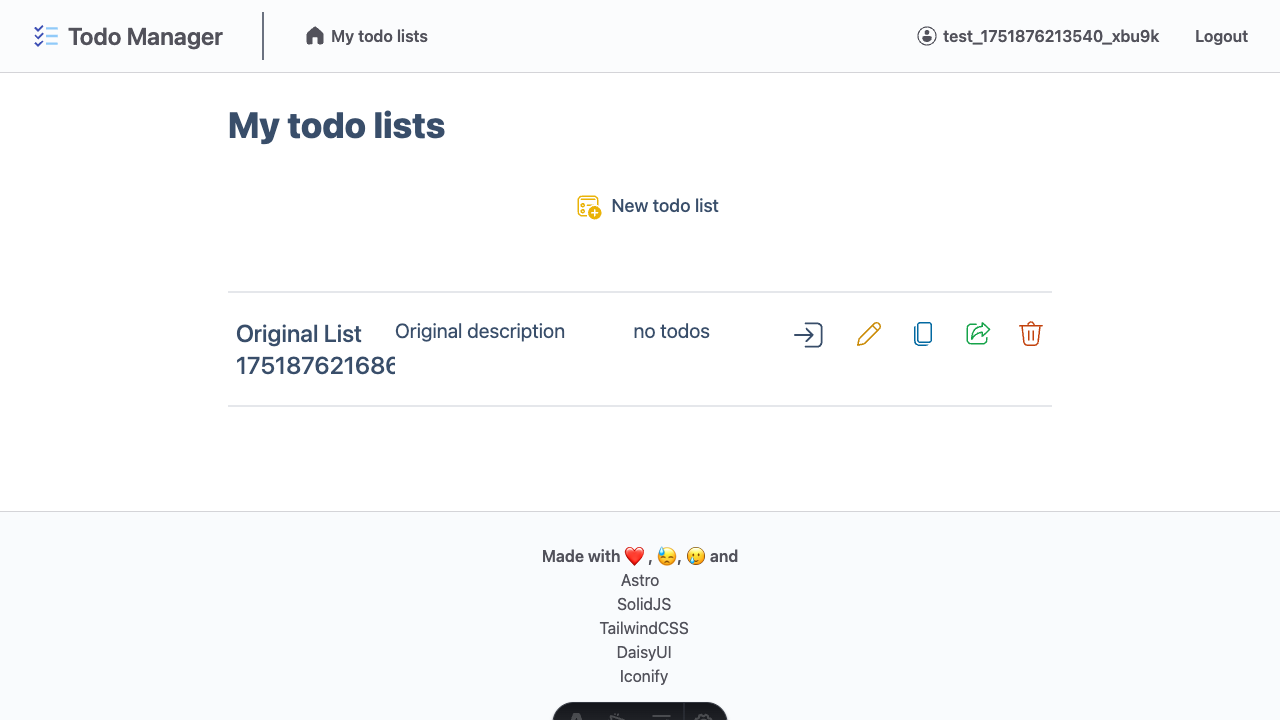 Todo Manager
My todo lists
test_1751876213540_xbu9k
Logout
My todo lists
New todo list
Original List
Original description
no todos
Made with ❤️ , 😓, 🥲 and
Astro
SolidJS
TailwindCSS
DaisyUI
Iconify